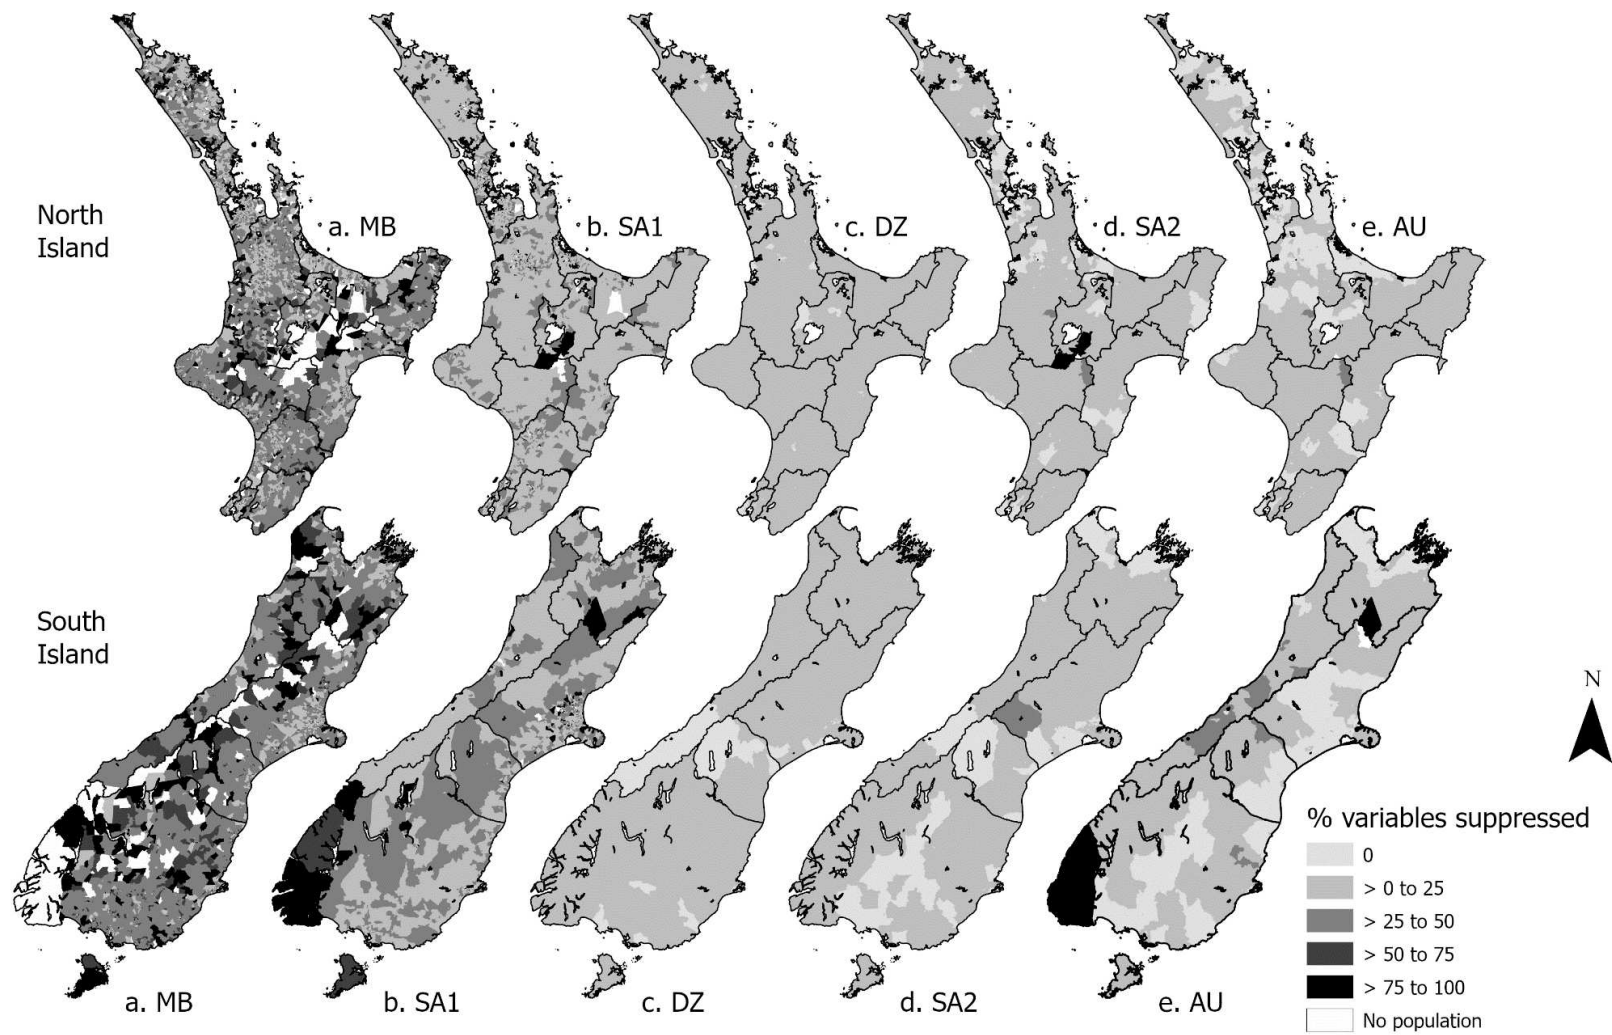 North
Island
a. MB
b. SA1
c. DZ
d. SA2
e. AU
South
Island
N
% variables suppressed
0
> 0 to 25
> 25 to 50
> 50 to 75
> 75 to 100
No population
a. MB
b. SA1
c. DZ
d. SA2
e. AU